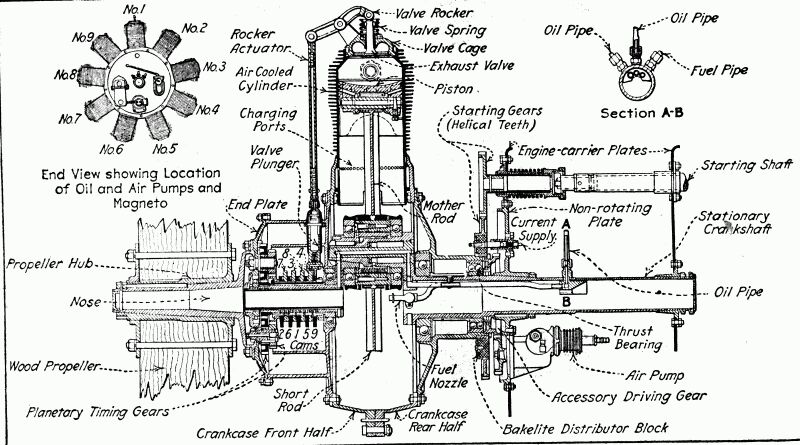 No.1
No.2
No.3
No.4
No.5
No.6
No.7
No.8
No.9
End View showing Location
of Oil and Air Pumps and
Magneto
Rocker
Actuator
Air Cooled
Cylinder
Charging
Ports
Valve
Plunger
End Plate
Propeller Hub
Nose
Wood Propeller
Planetary Timing Gears
Crankcase Front Half
Valve Rocker
Valve Spring
Valve Cage
Exhaust Valve
Piston
Starting Gears
(Helical Teeth)
Mother
Rod
8 4
7 3
2 6 1 5 9
Cams
Short
Rod
Crankcase
Rear Half
Fuel
Nozzle
Oil Pipe
Oil Pipe
Fuel Pipe
Section A-B
Engine-carrier Plates
Starting Shaft
Non-rotating
Plate
Current
Supply
A
B
Stationary
Crankshaft
Oil Pipe
Thrust
Bearing
Air Pump
Accessory Driving Gear
Bakelite Distributor Block